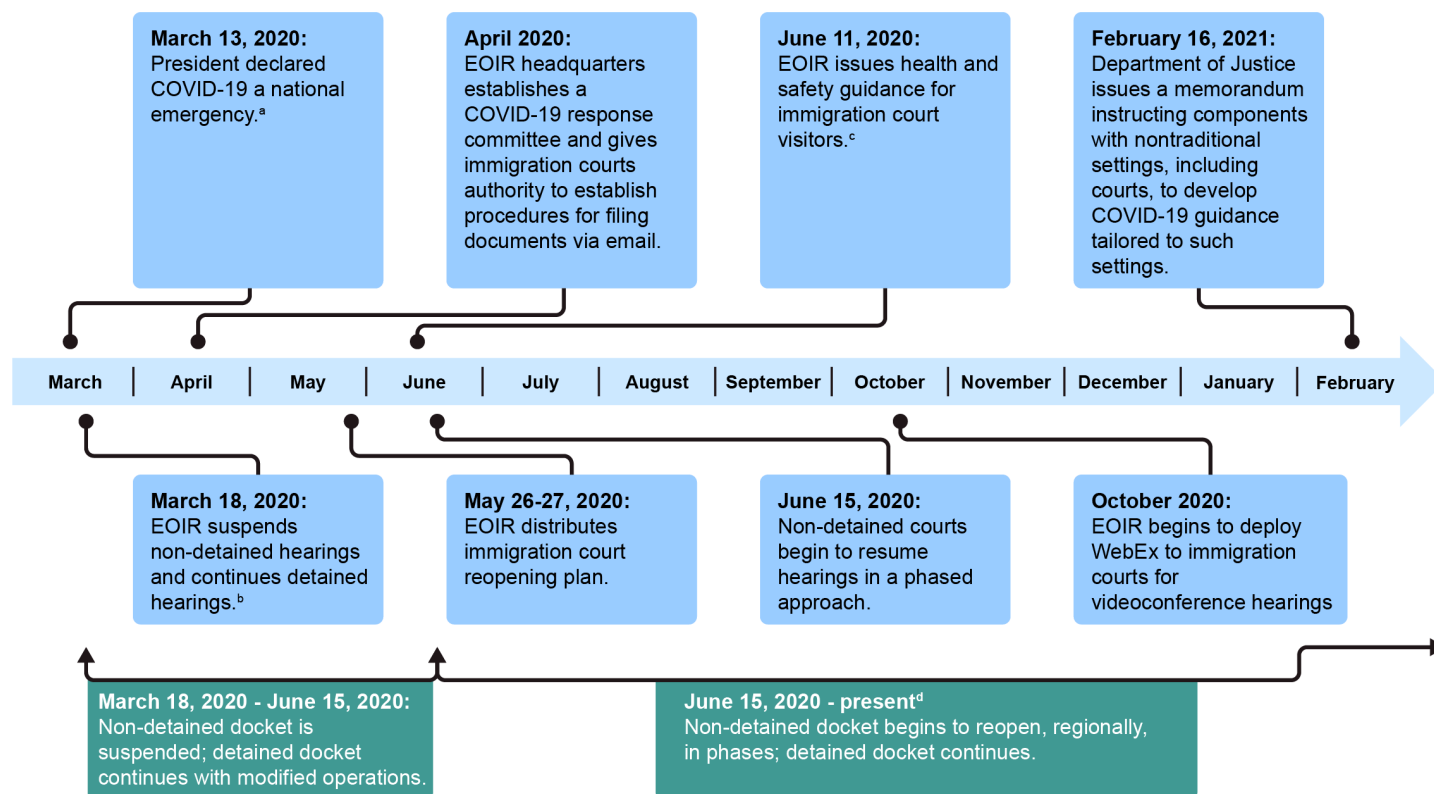 March 13, 2020:
President declared
COVID-19 a national
emergency.ᵃ
April 2020:
EOIR headquarters
establishes a
COVID-19 response
committee and gives
immigration courts
authority to establish
procedures for filing
documents via email.
June 11, 2020:
EOIR issues health and
safety guidance for
immigration court
visitors.ᶜ
February 16, 2021:
Department of Justice
issues a memorandum
instructing components
with nontraditional
settings, including
courts, to develop
COVID-19 guidance
tailored to such
settings.
March | April | May | June | July | August | September | October | November | December | January | February
March 18, 2020:
EOIR suspends
non-detained hearings
and continues detained
hearings.ᵇ
May 26-27, 2020:
EOIR distributes
immigration court
reopening plan.
June 15, 2020:
Non-detained courts
begin to resume
hearings in a phased
approach.
October 2020:
EOIR begins to deploy
WebEx to immigration
courts for
videoconference hearings
March 18, 2020 - June 15, 2020:
Non-detained docket is
suspended; detained docket
continues with modified operations.
June 15, 2020 - presentᵈ
Non-detained docket begins to reopen, regionally,
in phases; detained docket continues.